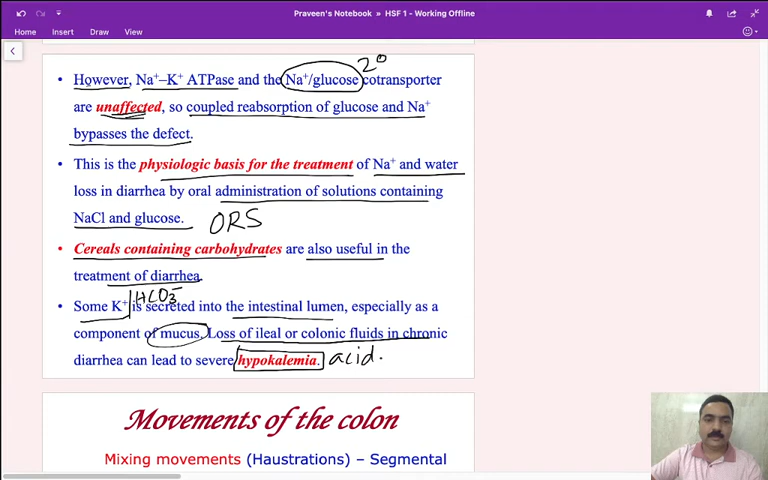 Praveen's Notebook » HSF 1 - Working Offline
Home Insert Draw View
• However, Na⁺–K⁺ ATPase and the Na⁺/glucose cotransporter 2°
are unaffected, so coupled reabsorption of glucose and Na⁺
bypasses the defect.
• This is the physiologic basis for the treatment of Na⁺ and water
loss in diarrhea by oral administration of solutions containing
NaCl and glucose. ORS
• Cereals containing carbohydrates are also useful in the
treatment of diarrhea.
HCO₃⁻
• Some K⁺ is secreted into the intestinal lumen, especially as a
component of mucus. Loss of ileal or colonic fluids in chronic
diarrhea can lead to severe hypokalemia. acid.
Movements of the colon
Mixing movements (Haustrations) – Segmental